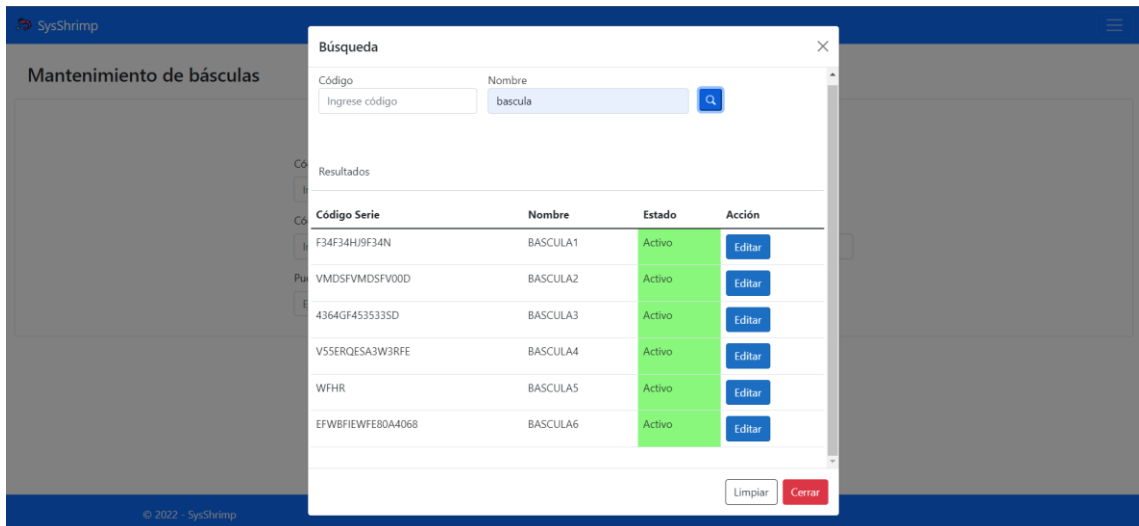 SysShrimp
Mantenimiento de básculas
Búsqueda
Código Nombre
Ingrese código bascula
Resultados
Código Serie Nombre Estado Acción
F34F34HJ9F34N BASCULA1 Activo Editar
VMDSFVMDSFV00D BASCULA2 Activo Editar
4364GF453533SD BASCULA3 Activo Editar
V55ERQESA3W3RFE BASCULA4 Activo Editar
WFHR BASCULA5 Activo Editar
EFWBFIEWFE80A4068 BASCULA6 Activo Editar
Limpiar Cerrar
© 2022 - SysShrimp